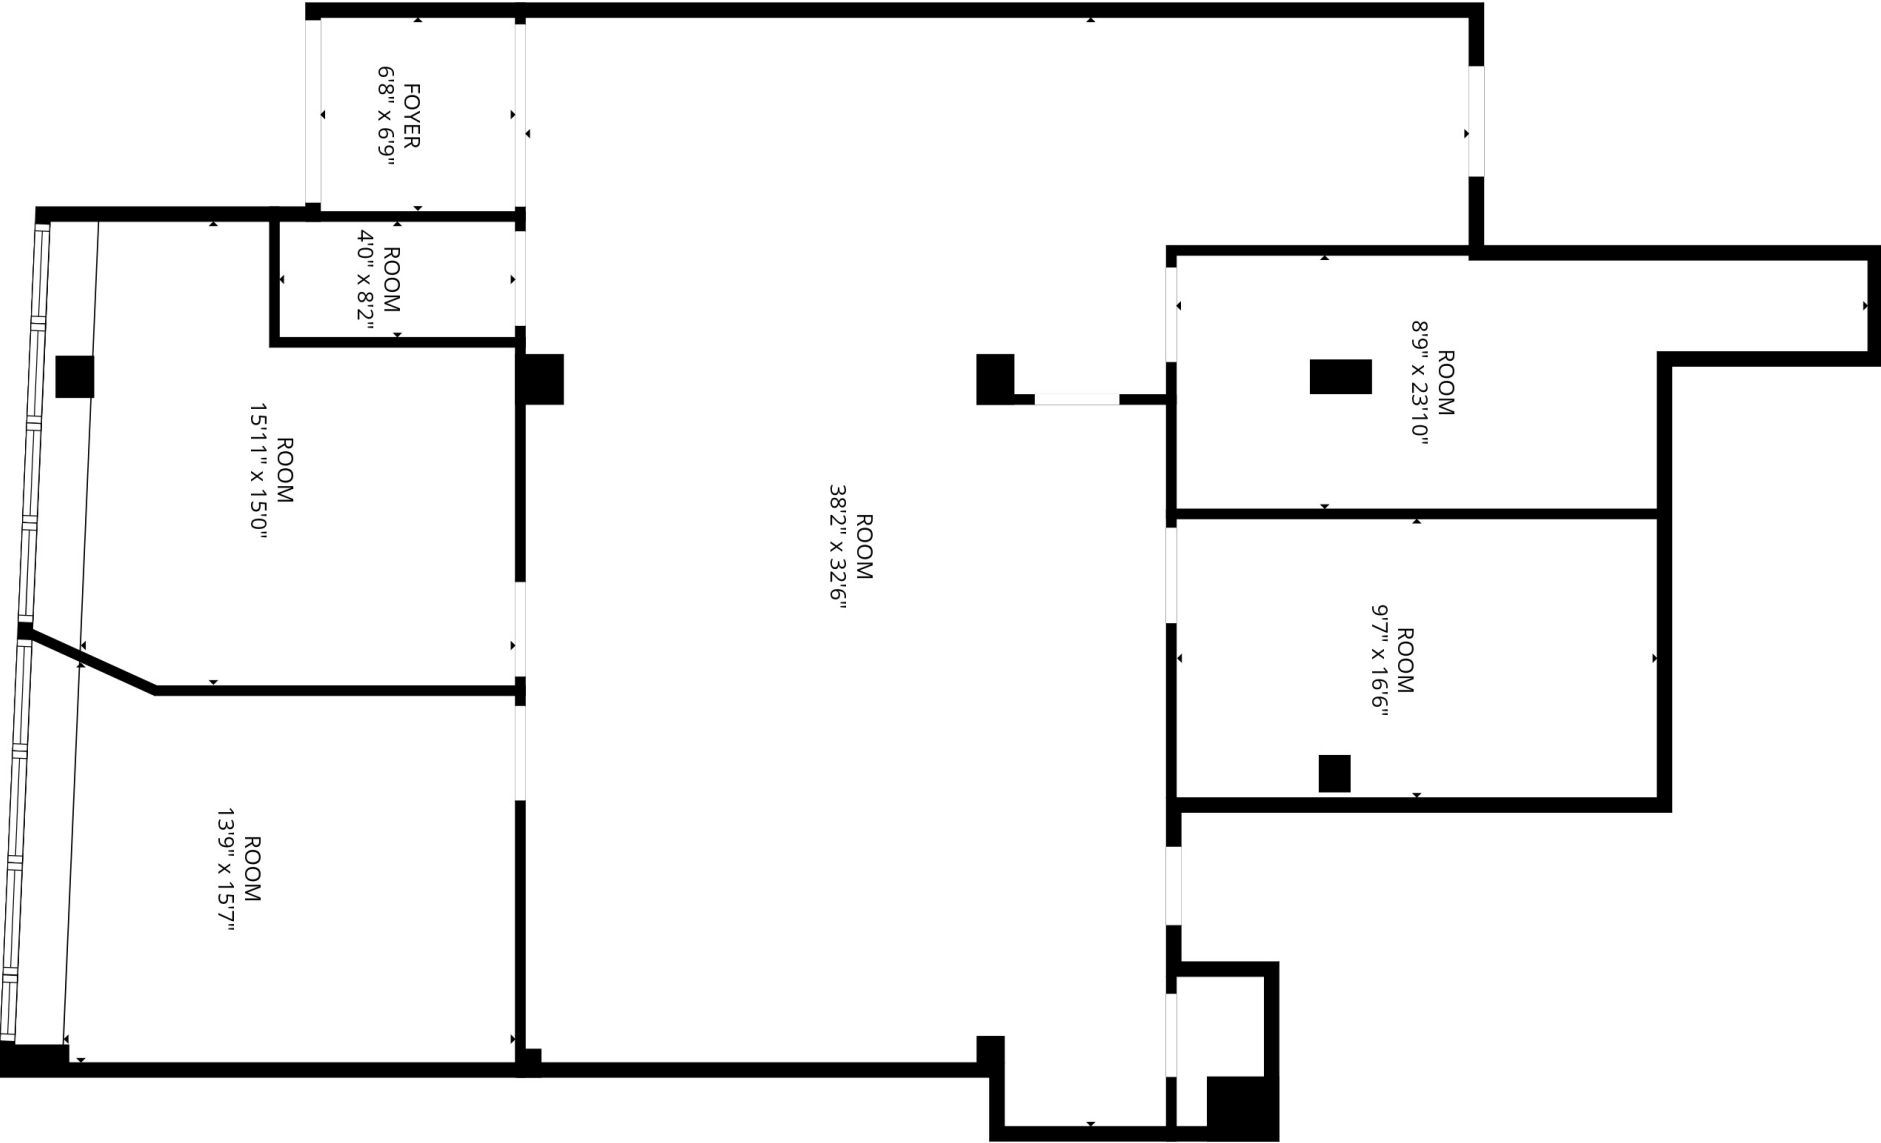 FOYER
6'8" x 6'9"
ROOM
4'0" x 8'2"
ROOM
8'9" x 23'10"
ROOM
15'11" x 15'0"
ROOM
38'2" x 32'6"
ROOM
9'7" x 16'6"
ROOM
13'9" x 15'7"